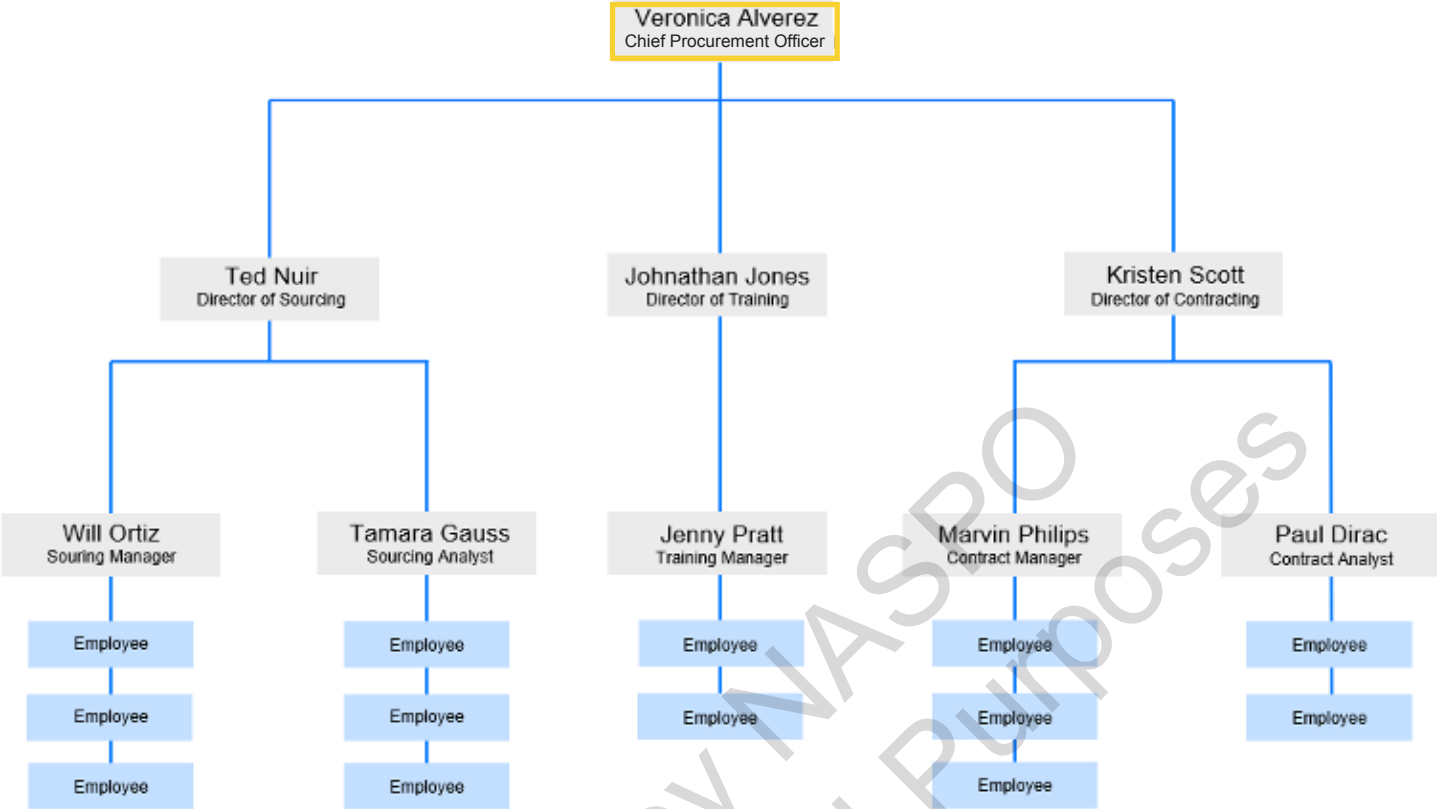 Veronica Alverez
Chief Procurement Officer
Ted Nuir
Director of Sourcing
Johnathan Jones
Director of Training
Kristen Scott
Director of Contracting
Will Ortiz
Souring Manager
Tamara Gauss
Sourcing Analyst
Jenny Pratt
Training Manager
Marvin Philips
Contract Manager
Paul Dirac
Contract Analyst
Employee
Employee
Employee
Employee
Employee
Employee
Employee
Employee
Employee
Employee
Employee
Employee
Employee
by NASPO
Purposes